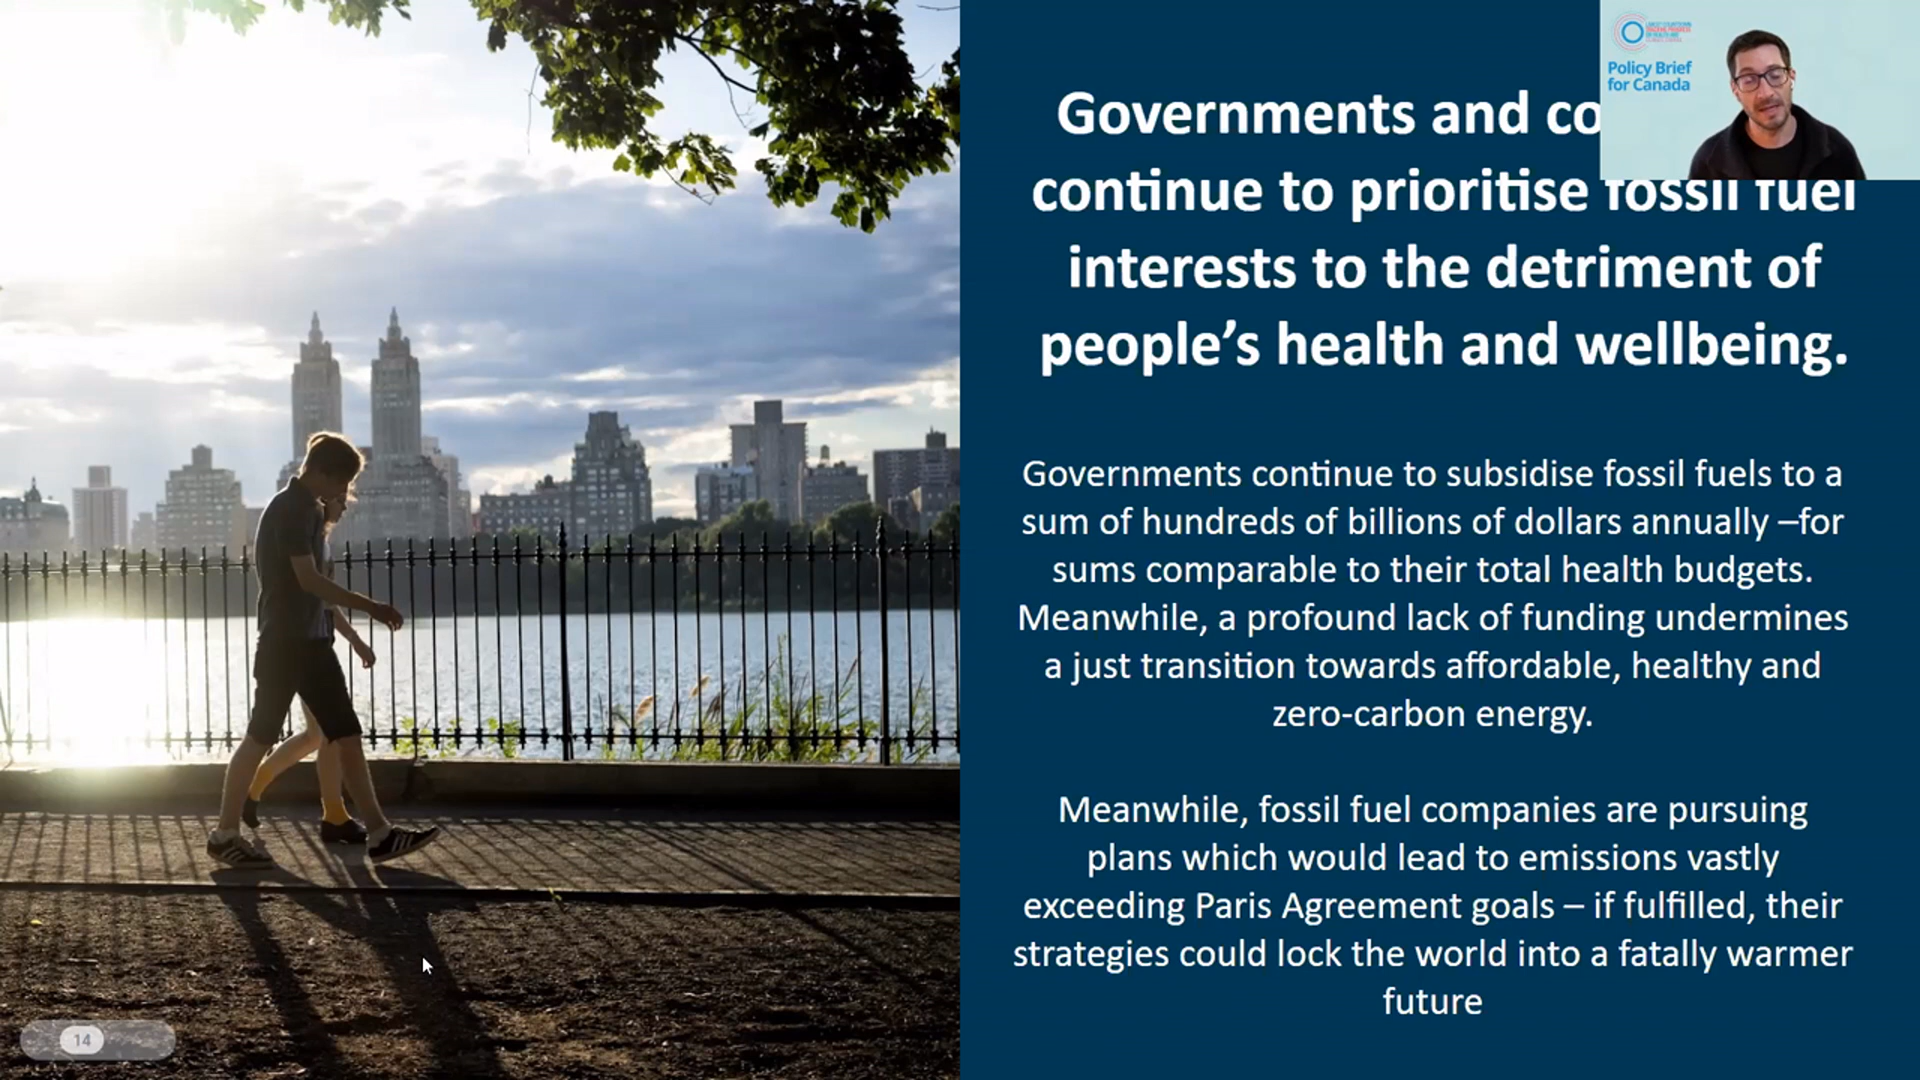 Policy Brief
for Canada
Governments and co
continue to prioritise fossil fuel
interests to the detriment of
people’s health and wellbeing.
Governments continue to subsidise fossil fuels to a
sum of hundreds of billions of dollars annually –for
sums comparable to their total health budgets.
Meanwhile, a profound lack of funding undermines
a just transition towards affordable, healthy and
zero-carbon energy.
Meanwhile, fossil fuel companies are pursuing
plans which would lead to emissions vastly
exceeding Paris Agreement goals – if fulfilled, their
strategies could lock the world into a fatally warmer
future
14